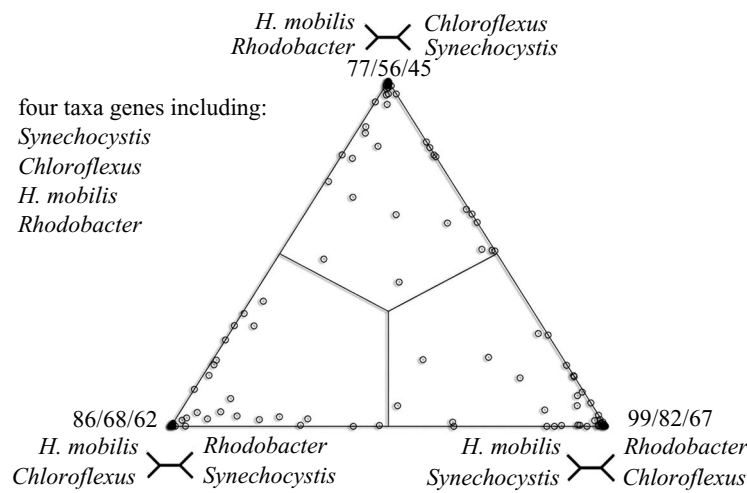 H. mobilis Chloroflexus
Rhodobacter Synechocystis
77/56/45
four taxa genes including:
Synechocystis
Chloroflexus
H. mobilis
Rhodobacter
86/68/62
H. mobilis Rhodobacter
Chloroflexus Synechocystis
99/82/67
H. mobilis Rhodobacter
Synechocystis Chloroflexus